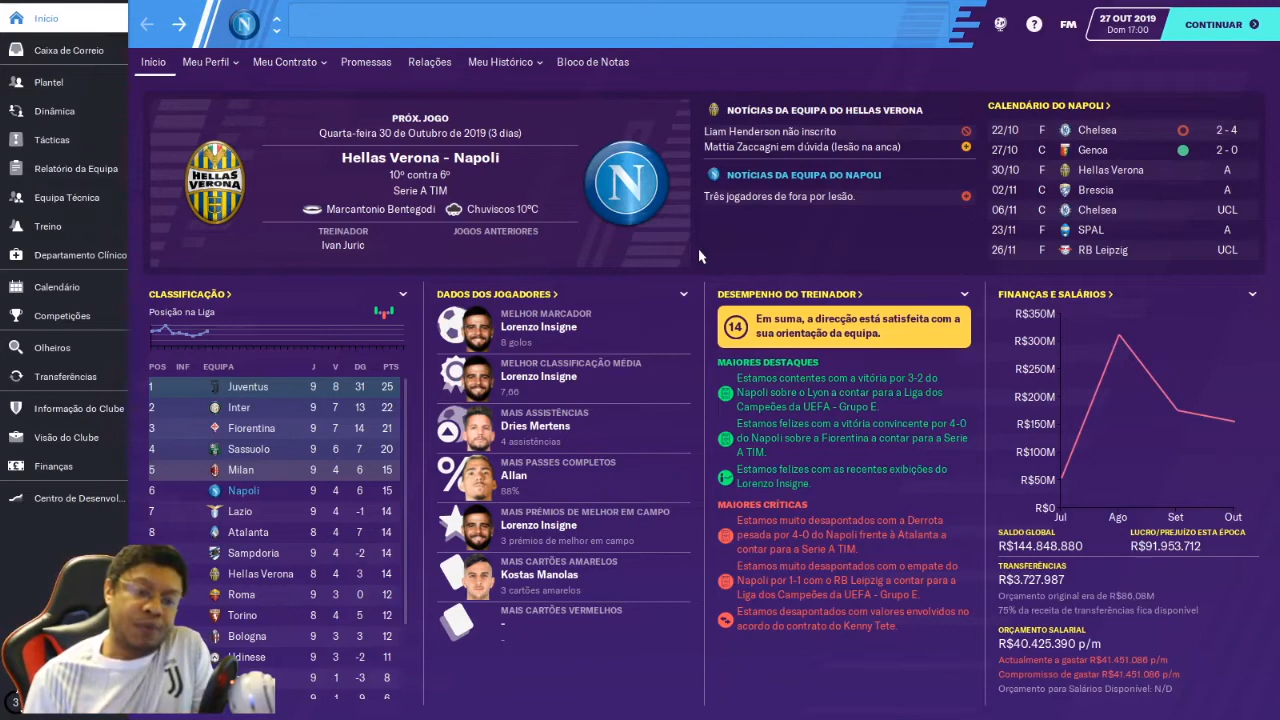 27 OUT 2019
Dom 17:00
CONTINUAR
FM
Início
Caixa de Correio
Plantel
Dinâmica
Tácticas
Relatório da Equipa
Equipa Técnica
Treino
Departamento Clínico
Calendário
Competições
Olheiros
Transferências
Informação do Clube
Visão do Clube
Finanças
Centro de Desenvol...
Início
Meu Perfil
Meu Contrato
Promessas
Relações
Meu Histórico
Bloco de Notas
PRÓX. JOGO
Quarta-feira 30 de Outubro de 2019 (3 dias)
Hellas Verona - Napoli
10º contra 6º
Serie A TIM
Marcantonio Bentegodi
Chuviscos 10ºC
TREINADOR
JOGOS ANTERIORES
Ivan Juric
HELLAS
VERONA
N
NOTÍCIAS DA EQUIPA DO HELLAS VERONA
Liam Henderson não inscrito
Mattia Zaccagni em dúvida (lesão na anca)
NOTÍCIAS DA EQUIPA DO NAPOLI
Três jogadores de fora por lesão.
CALENDÁRIO DO NAPOLI >
22/10 F Chelsea 2 - 4
27/10 C Genoa 2 - 0
30/10 F Hellas Verona A
02/11 C Brescia A
06/11 C Chelsea UCL
23/11 F SPAL A
26/11 F RB Leipzig UCL
CLASSIFICAÇÃO >
Posição na Liga
POS INF EQUIPA J V DG PTS
1 Juventus 9 8 31 25
2 Inter 9 7 13 22
3 Fiorentina 9 7 14 21
4 Sassuolo 9 6 7 20
5 Milan 9 4 6 15
6 Napoli 9 4 6 15
7 Lazio 9 4 -1 14
8 Atalanta 8 4 7 14
Sampdoria 9 4 -2 14
Hellas Verona 8 4 3 14
Roma 9 3 0 12
Torino 8 4 5 12
Bologna 9 3 3 12
Udinese 9 3 -2 11
9 1 -3 8
DADOS DOS JOGADORES >
MELHOR MARCADOR
Lorenzo Insigne
8 golos
MELHOR CLASSIFICAÇÃO MÉDIA
Lorenzo Insigne
7,66
MAIS ASSISTÊNCIAS
Dries Mertens
4 assistências
MAIS PASSES COMPLETOS
Allan
88%
MAIS PRÉMIOS DE MELHOR EM CAMPO
Lorenzo Insigne
3 prémios de melhor em campo
MAIS CARTÕES AMARELOS
Kostas Manolas
3 cartões amarelos
MAIS CARTÕES VERMELHOS
-
-
DESEMPENHO DO TREINADOR >
14
Em suma, a direcção está satisfeita com a
sua orientação da equipa.
MAIORES DESTAQUES
Estamos contentes com a vitória por 3-2 do
Napoli sobre o Lyon a contar para a Liga dos
Campeões da UEFA - Grupo E.
Estamos felizes com a vitória convincente por 4-0
do Napoli sobre a Fiorentina a contar para a Serie
A TIM.
Estamos felizes com as recentes exibições do
Lorenzo Insigne.
MAIORES CRÍTICAS
Estamos muito desapontados com a Derrota
pesada por 4-0 do Napoli frente à Atalanta a
contar para a Serie A TIM.
Estamos muito desapontados com o empate do
Napoli por 1-1 com o RB Leipzig a contar para a
Liga dos Campeões da UEFA - Grupo E.
Estamos desapontados com valores envolvidos no
acordo do contrato do Kenny Tete.
FINANÇAS E SALÁRIOS >
R$350M
R$300M
R$250M
R$200M
R$150M
R$100M
R$50M
R$0
Jul Ago Set Out
SALDO GLOBAL
R$144.848.880
LUCRO/PREJUÍZO ESTA ÉPOCA
R$91.953.712
TRANSFERÊNCIAS
R$3.727.987
Orçamento original era de R$86,08M
75% da receita de transferências fica disponível
ORÇAMENTO SALARIAL
R$40.425.390 p/m
Actualmente a gastar R$41.451.086 p/m
Compromisso de gastar R$41.451.086 p/m
Orçamento para Salários Disponível: N/D